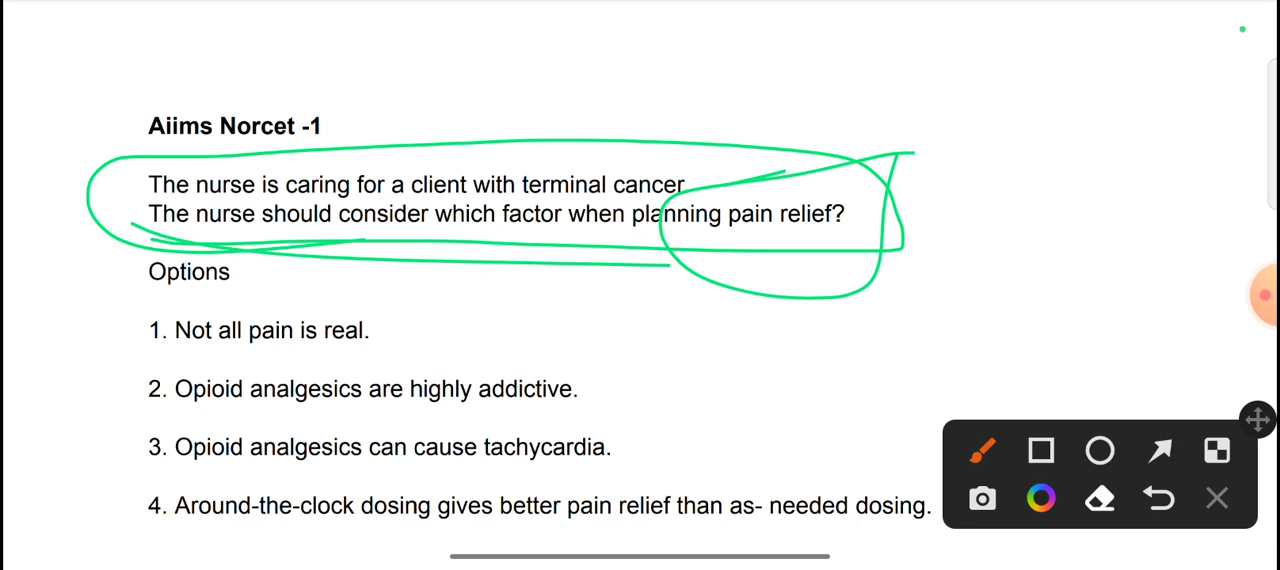 Aiims Norcet -1
The nurse is caring for a client with terminal cancer
The nurse should consider which factor when planning pain relief?
Options
1. Not all pain is real.
2. Opioid analgesics are highly addictive.
3. Opioid analgesics can cause tachycardia.
4. Around-the-clock dosing gives better pain relief than as- needed dosing.